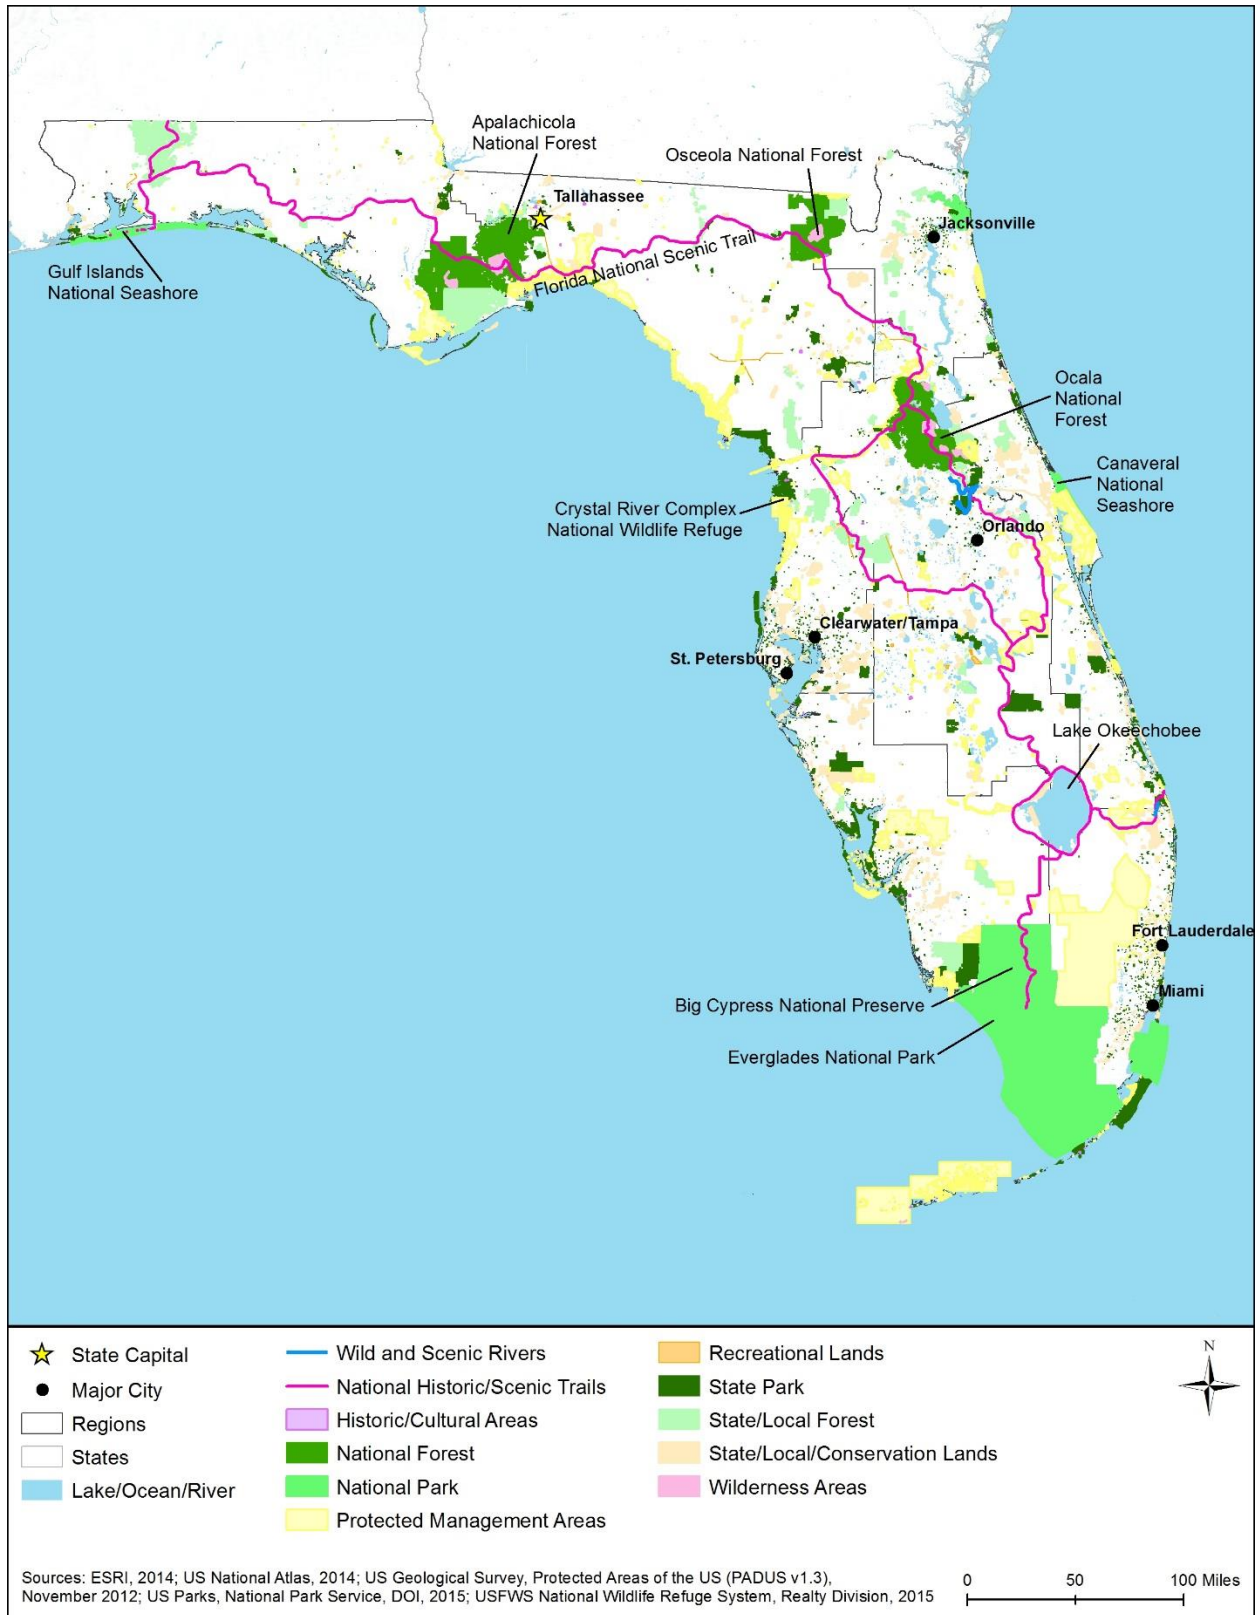 Apalachicola
National Forest
Osceola National Forest
Tallahassee
Jacksonville
Gulf Islands
National Seashore
Florida National Scenic Trail
Ocala
National
Forest
Canaveral
National
Seashore
Crystal River Complex
National Wildlife Refuge
Orlando
Clearwater/Tampa
St. Petersburg
Lake Okeechobee
Fort Lauderdale
Miami
Big Cypress National Preserve
Everglades National Park
State Capital
Major City
Regions
States
Lake/Ocean/River
Wild and Scenic Rivers
National Historic/Scenic Trails
Historic/Cultural Areas
National Forest
National Park
Protected Management Areas
Recreational Lands
State Park
State/Local Forest
State/Local/Conservation Lands
Wilderness Areas
N
Sources: ESRI, 2014; US National Atlas, 2014; US Geological Survey, Protected Areas of the US (PADUS v1.3),
November 2012; US Parks, National Park Service, DOI, 2015; USFWS National Wildlife Refuge System, Realty Division, 2015
0 50 100 Miles